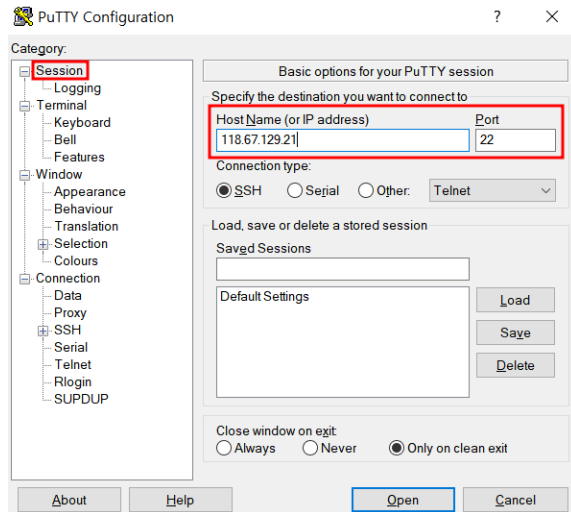 PuTTY Configuration ? ×
Category:
Session
Logging
Terminal
Keyboard
Bell
Features
Window
Appearance
Behaviour
Translation
Selection
Colours
Connection
Data
Proxy
SSH
Serial
Telnet
Rlogin
SUPDUP
Basic options for your PuTTY session
Specify the destination you want to connect to
Host Name (or IP address) Port
118.67.129.21 22
Connection type:
SSH Serial Other: Telnet
Load, save or delete a stored session
Saved Sessions
Default Settings
Load
Save
Delete
Close window on exit:
Always Never Only on clean exit
About Help Open Cancel